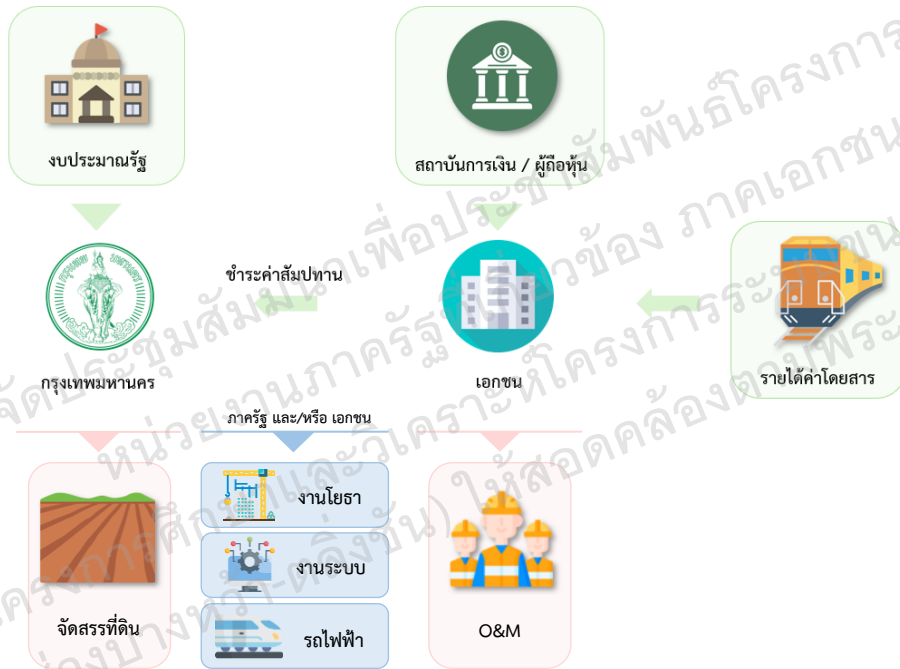 งบประมาณรัฐ
สถาบันการเงิน / ผู้ถือหุ้น
ชำระค่าสัมปทาน
กรุงเทพมหานคร
เอกชน
รายได้ค่าโดยสาร
ภาครัฐ และ/หรือ เอกชน
งานโยธา
งานระบบ
จัดสรรที่ดิน
รถไฟฟ้า
O&M